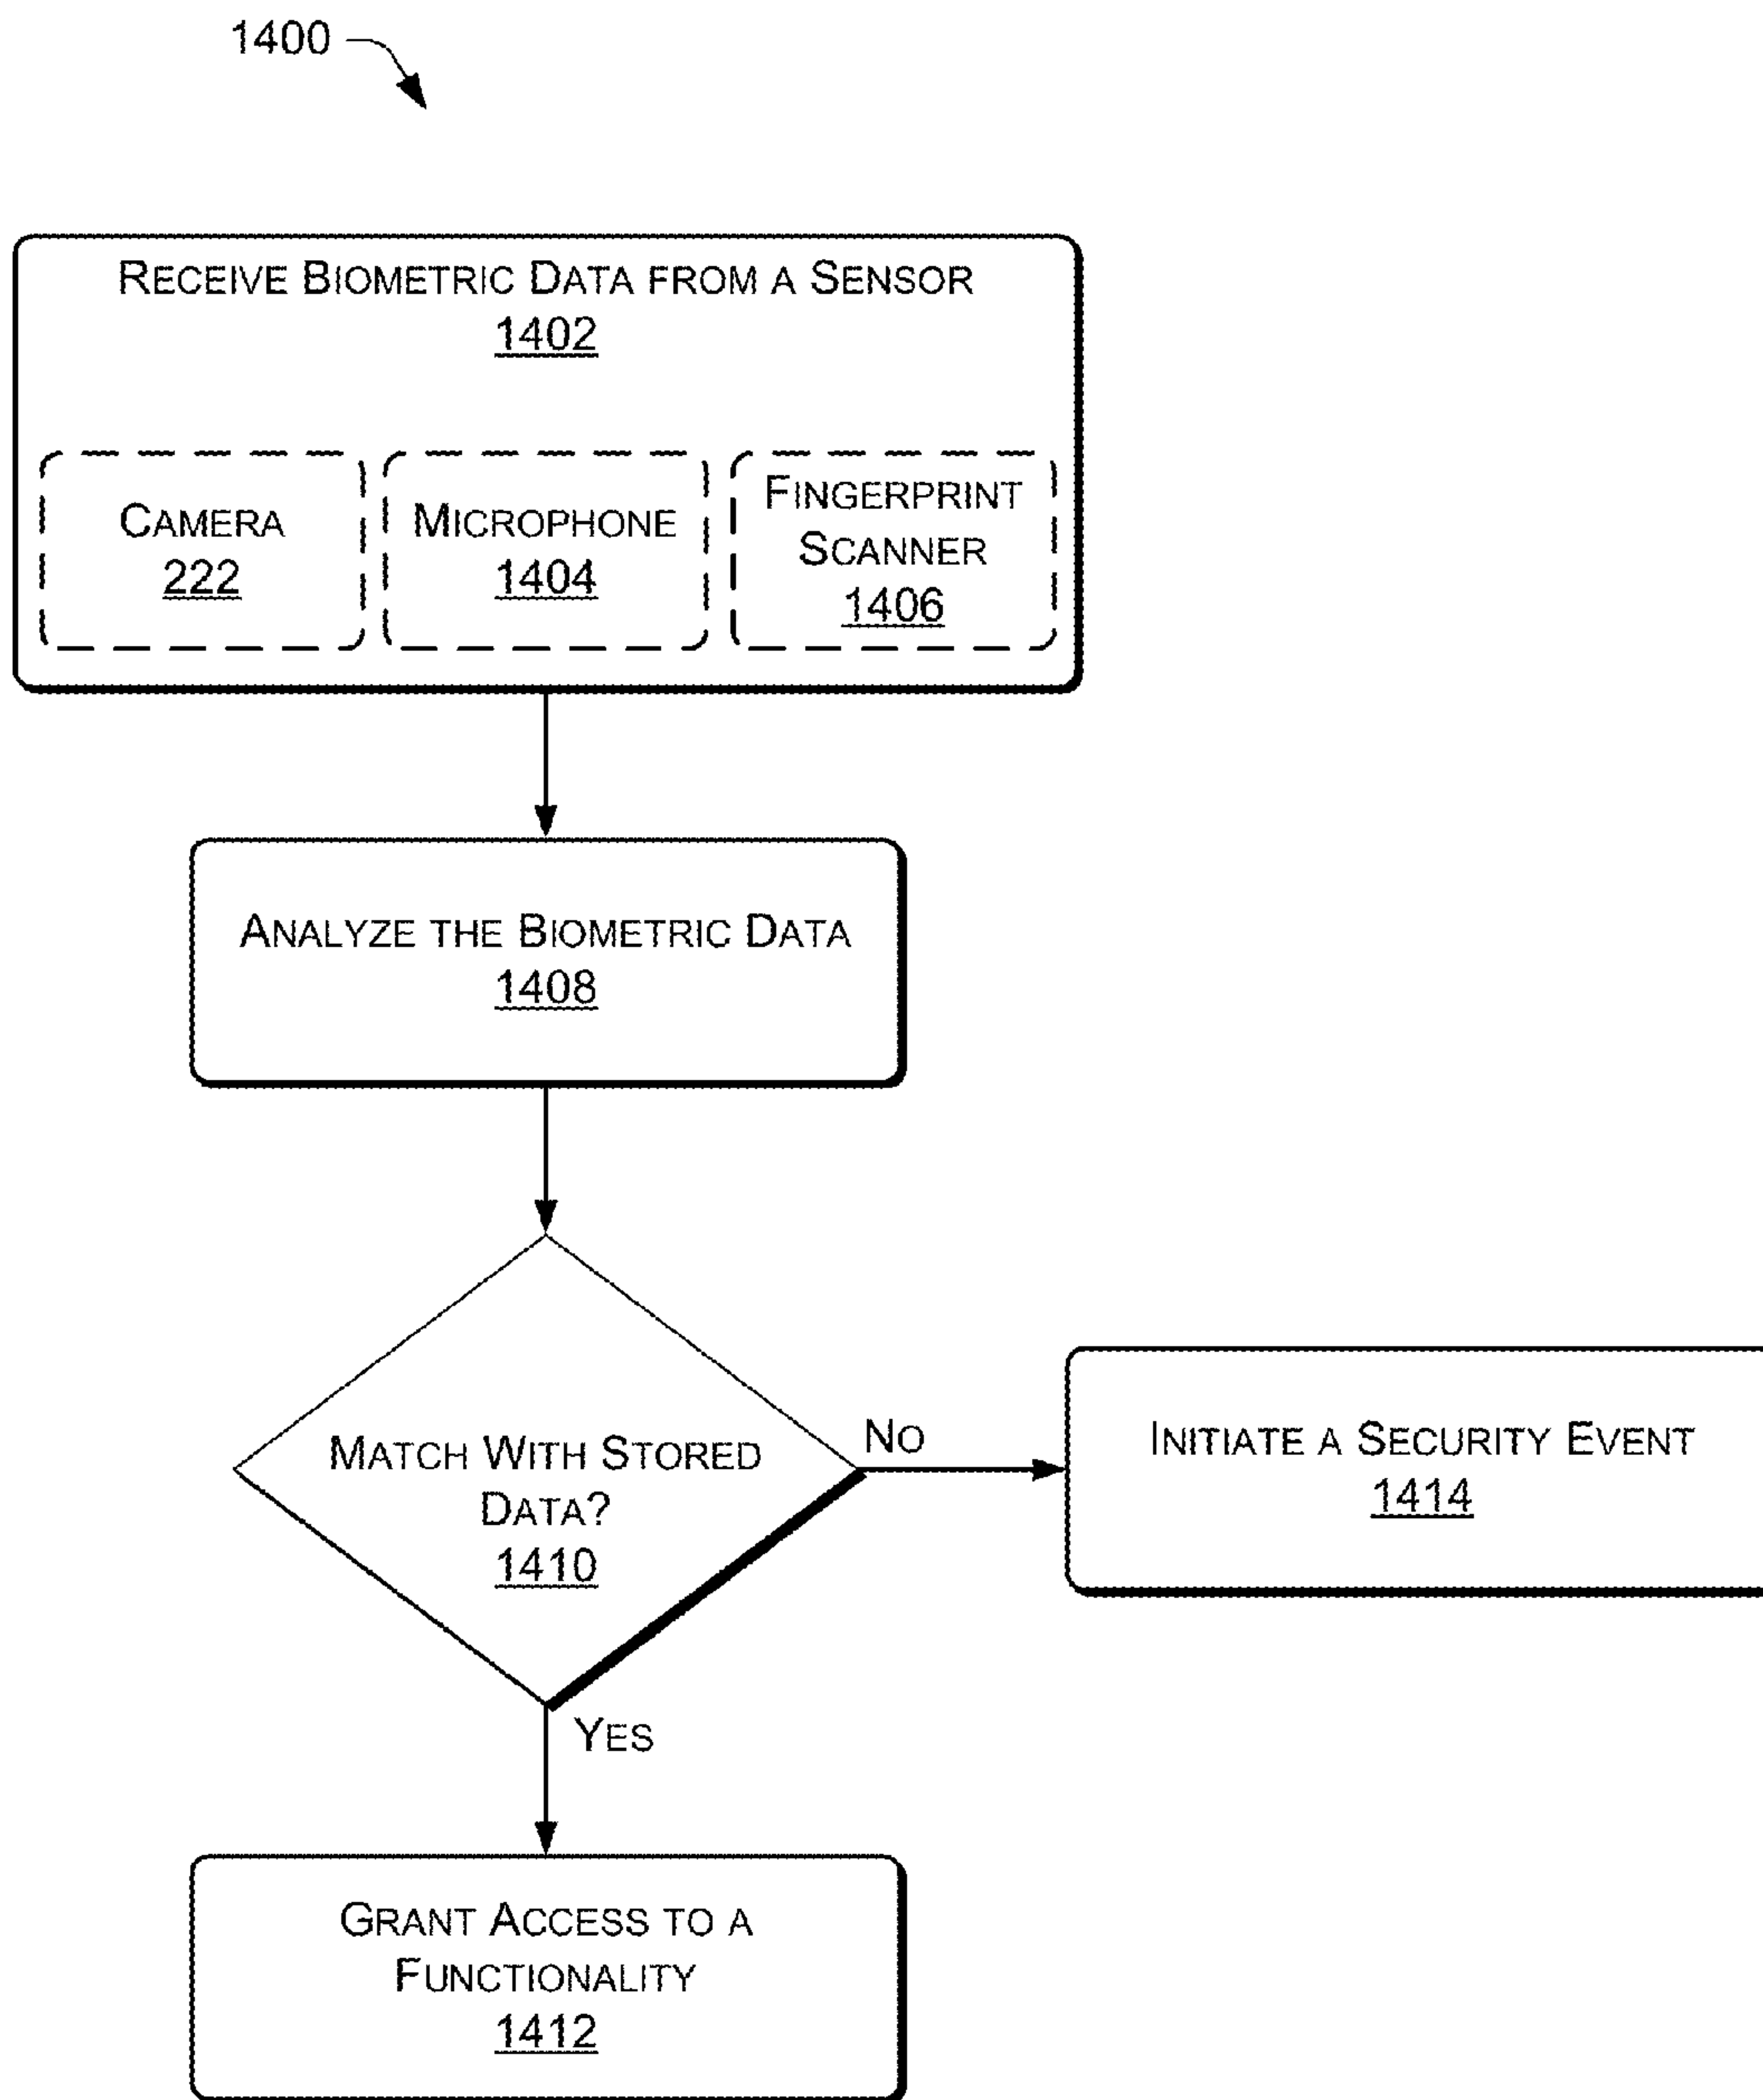 1400
RECEIVE BIOMETRIC DATA FROM A SENSOR
1402
CAMERA
222
MICROPHONE
1404
FINGERPRINT
SCANNER
1406
ANALYZE THE BIOMETRIC DATA
1408
MATCH WITH STORED
DATA?
1410
NO
INITIATE A SECURITY EVENT
1414
YES
GRANT ACCESS TO A
FUNCTIONALITY
1412